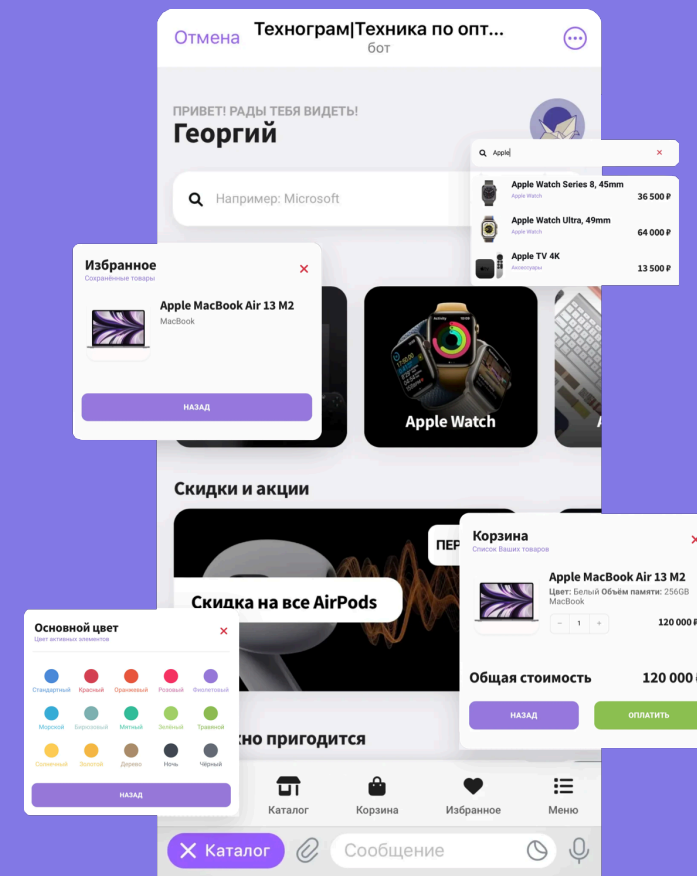 Отмена
Технограм|Техника по опт...
бот
ПРИВЕТ! РАДЫ ТЕБЯ ВИДЕТЬ!
Георгий
Например: Microsoft
Apple
Apple Watch Series 8, 45mm
Apple Watch
36 500 ₽
Apple Watch Ultra, 49mm
Apple Watch
64 000 ₽
Apple TV 4K
Аксессуары
13 500 ₽
Избранное
Сохранённые товары
Apple MacBook Air 13 M2
MacBook
НАЗАД
Apple Watch
Скидки и акции
ПЕР
Скидка на все AirPods
Корзина
Список Ваших товаров
Apple MacBook Air 13 M2
Цвет: Белый Объём памяти: 256GB
MacBook
− 1 +
120 000 ₽
Общая стоимость
120 000 ₽
НАЗАД
ОПЛАТИТЬ
Основной цвет
Цвет активных элементов
Стандартный Красный Оранжевый Розовый Фиолетовый
Морской Бирюзовый Мятный Зелёный Травяной
Солнечный Золотой Дерево Ночь Чёрный
НАЗАД
но пригодится
Каталог
Корзина
Избранное
Меню
Каталог
Сообщение